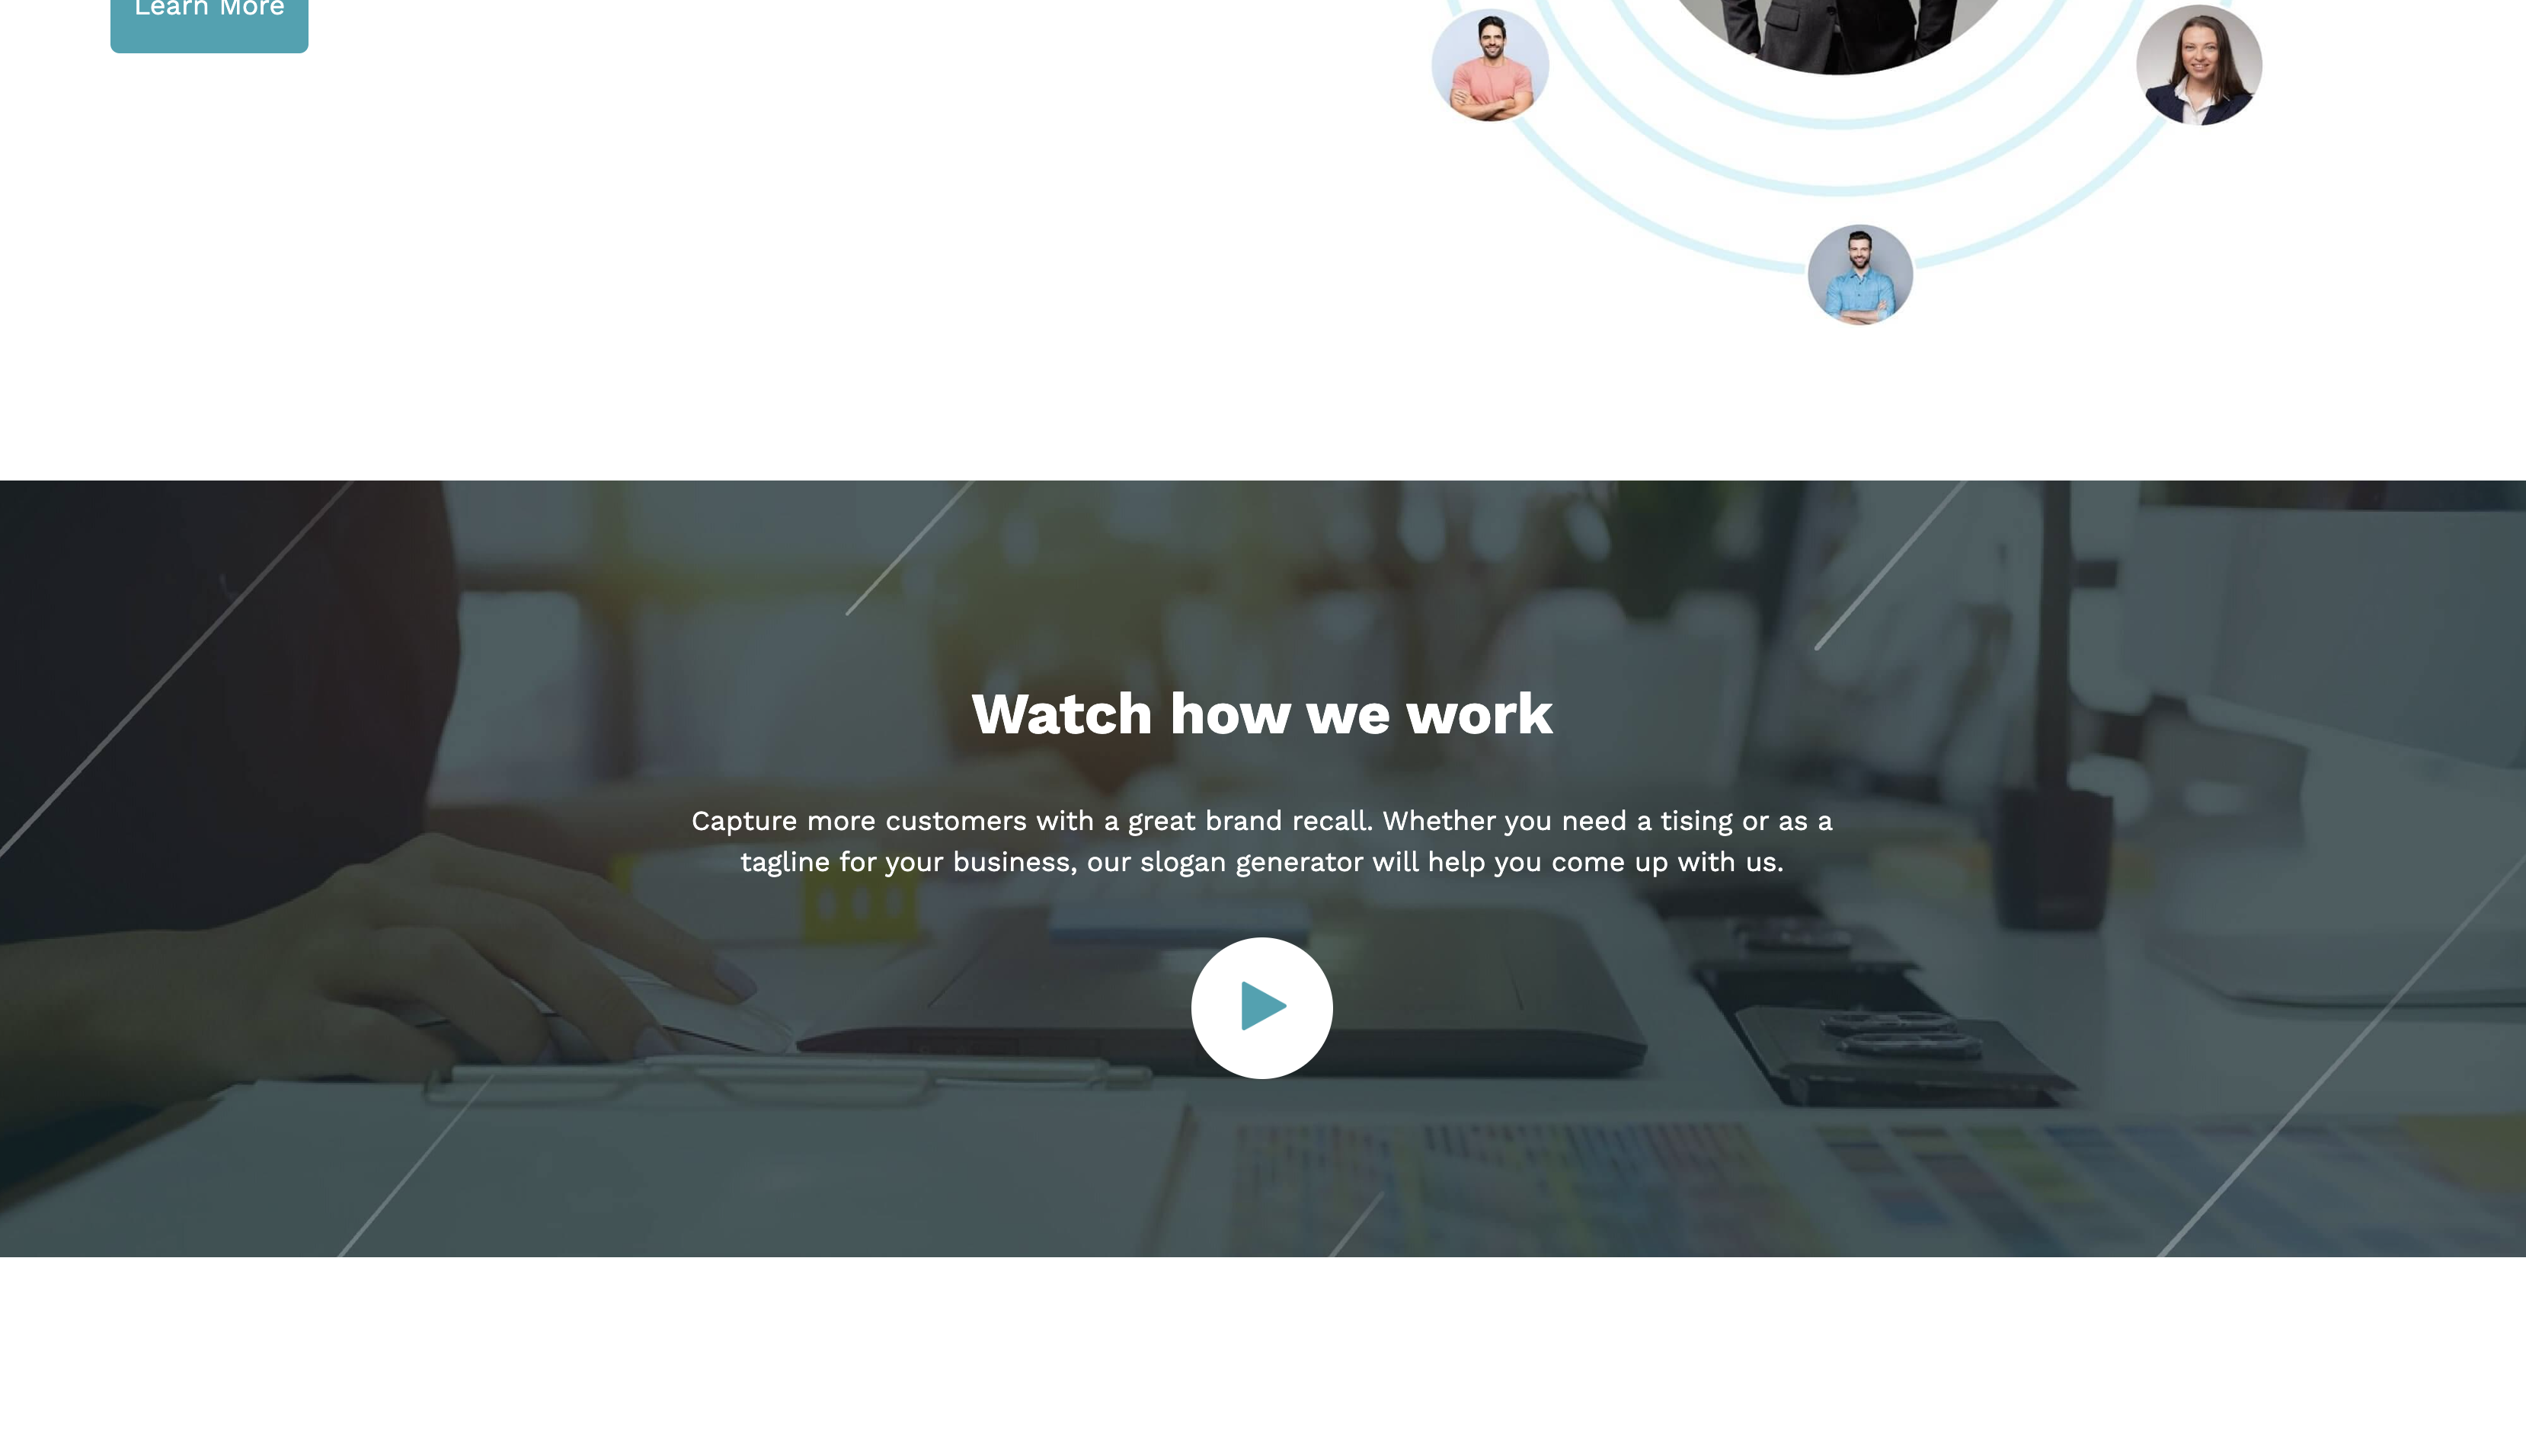 Learn More
Watch how we work
Capture more customers with a great brand recall. Whether you need a tising or as a
tagline for your business, our slogan generator will help you come up with us.